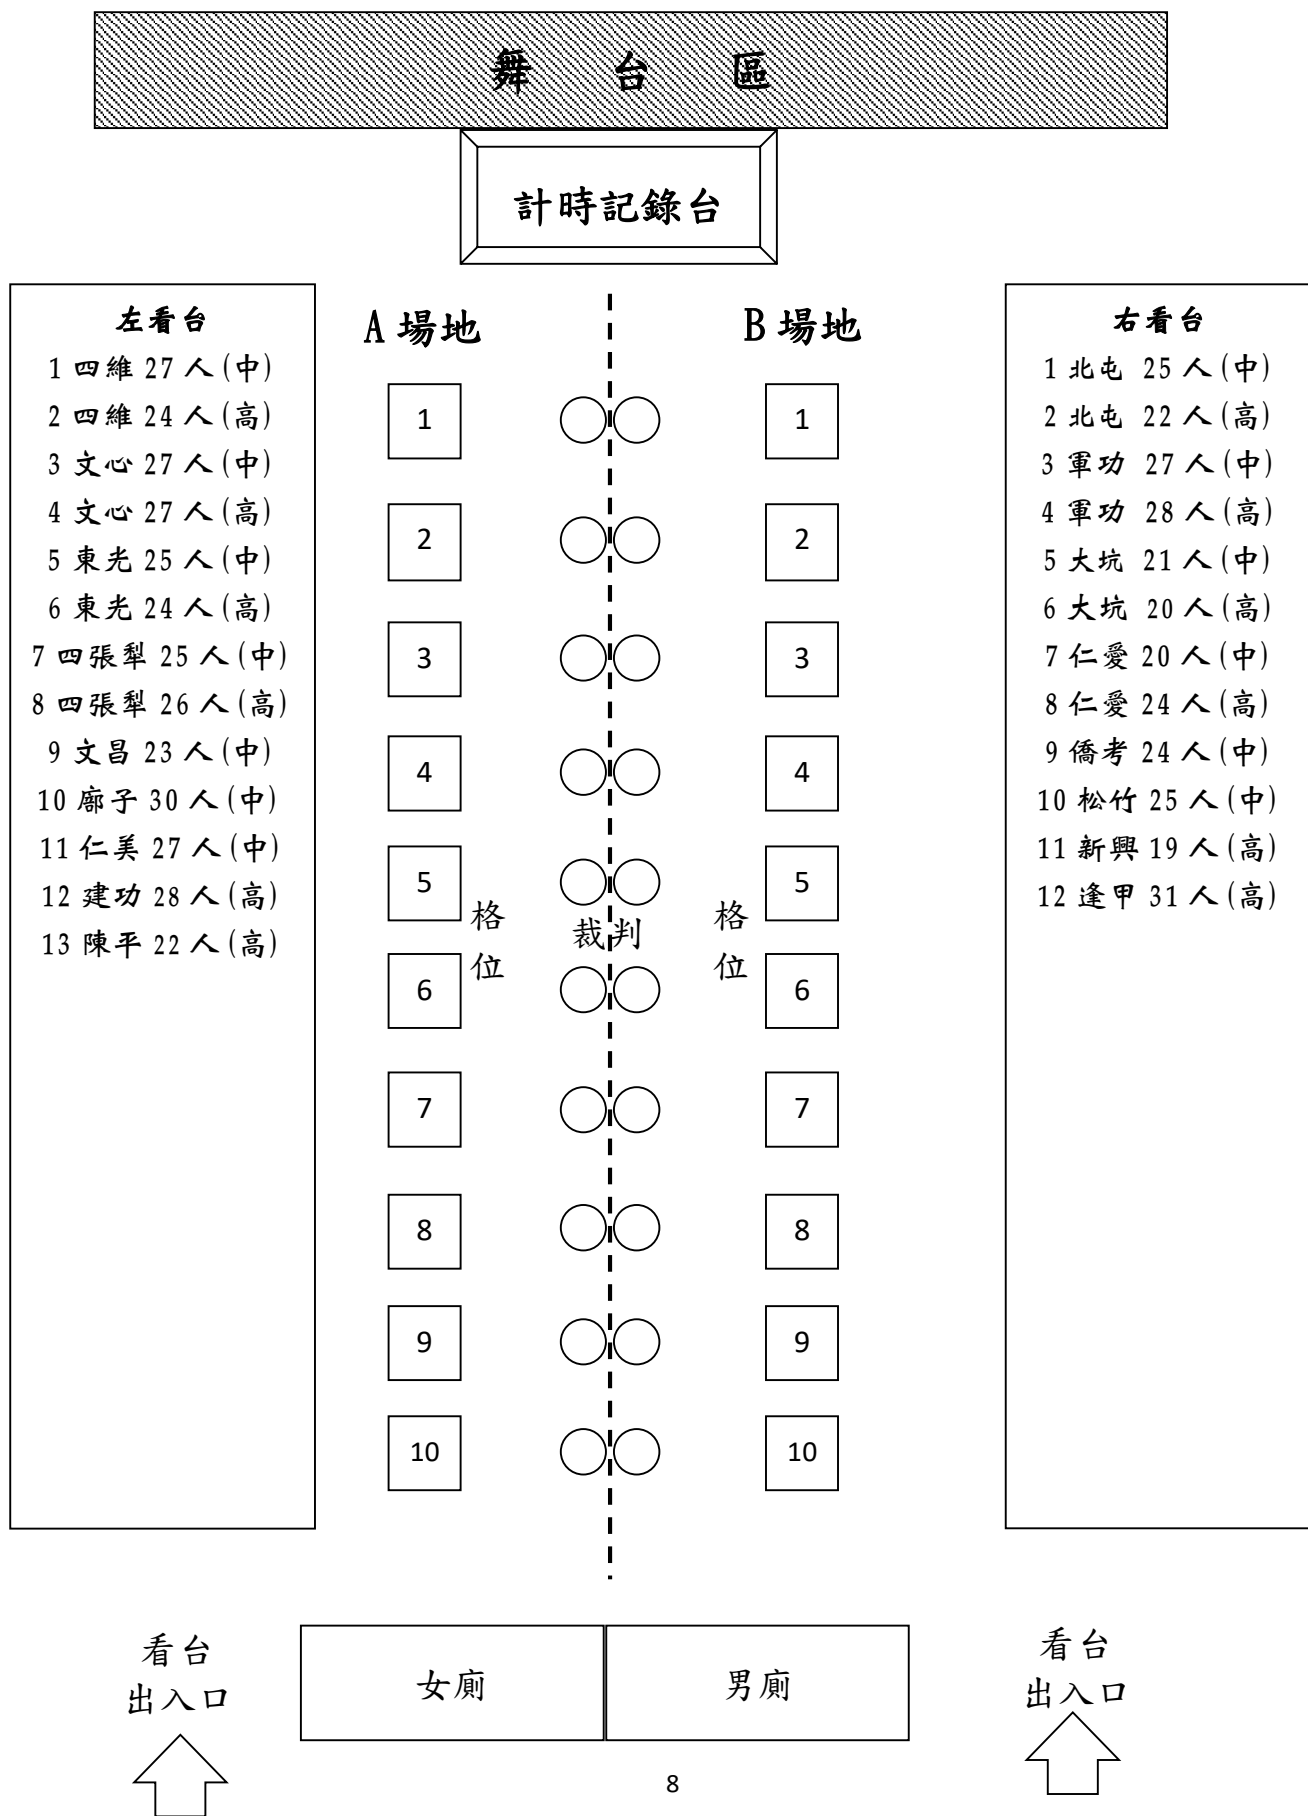 舞台區
計時記錄台
左看台
1 四維 27 人(中)
2 四維 24 人(高)
3 文心 27 人(中)
4 文心 27 人(高)
5 東光 25 人(中)
6 東光 24 人(高)
7 四張犁 25 人(中)
8 四張犁 26 人(高)
9 文昌 23 人(中)
10 廍子 30 人(中)
11 仁美 27 人(中)
12 建功 28 人(高)
13 陳平 22 人(高)
A 場地
1
2
3
4
5
6
7
8
9
10
格位
裁判
B 場地
1
2
3
4
5
6
7
8
9
10
格位
右看台
1 北屯 25 人(中)
2 北屯 22 人(高)
3 軍功 27 人(中)
4 軍功 28 人(高)
5 大坑 21 人(中)
6 大坑 20 人(高)
7 仁愛 20 人(中)
8 仁愛 24 人(高)
9 僑孝 24 人(中)
10 松竹 25 人(中)
11 新興 19 人(高)
12 逢甲 31 人(高)
看台
出入口
女廁
男廁
看台
出入口
8